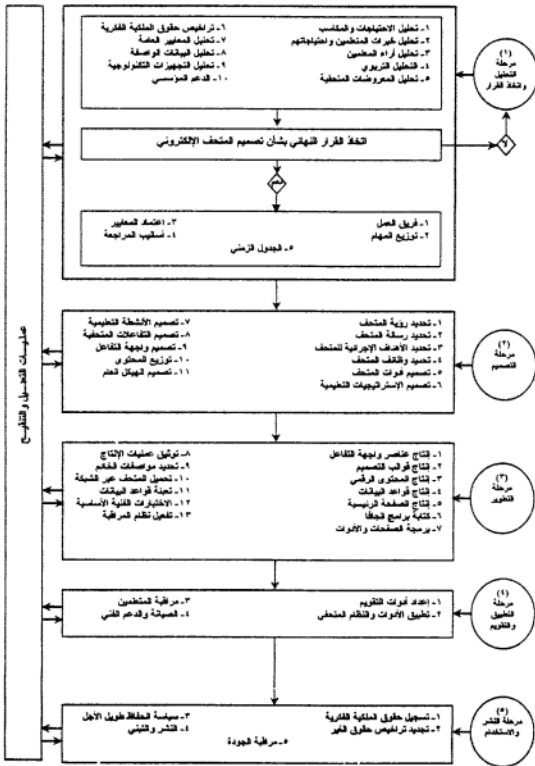 ١- تحليل الاحتياجات والمكاسب
٢- تحليل خبرات المتعلمين واحتياجاتهم
٣- تحليل آراء المعلمين
٤- التحليل التربوي
٥- تحليل المعروضات المتحفية
٦- تراخيص حقوق الملكية الفكرية
٧- تحليل المعايير العامة
٨- تحليل البيانات الواصفة
٩- تحليل التجهيزات التكنولوجية
١٠- الدعم المؤسسي
(١)
مرحلة
التحليل
واتخاذ القرار
اتخاذ القرار النهائي بشأن تصميم المتحف الإلكتروني
لا
نعم
١- فريق العمل
٢- توزيع المهام
٣- اعتماد المعايير
٤- أساليب المراجعة
٥- الجدول الزمني
١- تحديد رؤية المتحف
٢- تحديد رسالة المتحف
٣- تحديد الأهداف الإجرائية للمتحف
٤- تحديد وظائف المتحف
٥- تصميم أدوات المتحف
٦- تصميم الإستراتيجيات التعليمية
٧- تصميم الأنشطة التعليمية
٨- تصميم التفاعلات المتحفية
٩- تصميم واجهة التفاعل
١٠- توزيع المحتوى
١١- تصميم الهيكل العام
(٢)
مرحلة
التصميم
١- إنتاج عناصر واجهة التفاعل
٢- إنتاج قوالب التصميم
٣- إنتاج المحتوى الرقمي
٤- إنتاج قواعد البيانات
٥- إنتاج الصفحة الرئيسية
٦- كتابة برامج الجافا
٧- برمجة الصفحات والأدوات
٨- توثيق عمليات الإنتاج
٩- تحديد مواصفات الخادم
١٠- تحميل المتحف عبر الشبكة
١١- تعبئة قواعد البيانات
١٢- الاختبارات الفنية الأساسية
١٣- تفعيل نظام المراقبة
(٣)
مرحلة
التطوير
١- إعداد أدوات التقويم
٢- تطبيق الأدوات والنظام المتحفي
٣- مراقبة المتعلمين
٤- الصيانة والدعم الفني
(٤)
مرحلة
التطبيق
والتقويم
١- تسجيل حقوق الملكية الفكرية
٢- تجديد تراخيص حقوق الغير
٣- سياسة الحفاظ طويل الأجل
٤- النشر والتبني
٥- مراقبة الجودة
(٥)
مرحلة النشر
والاستخدام
عمليات التعديل والتنقيح